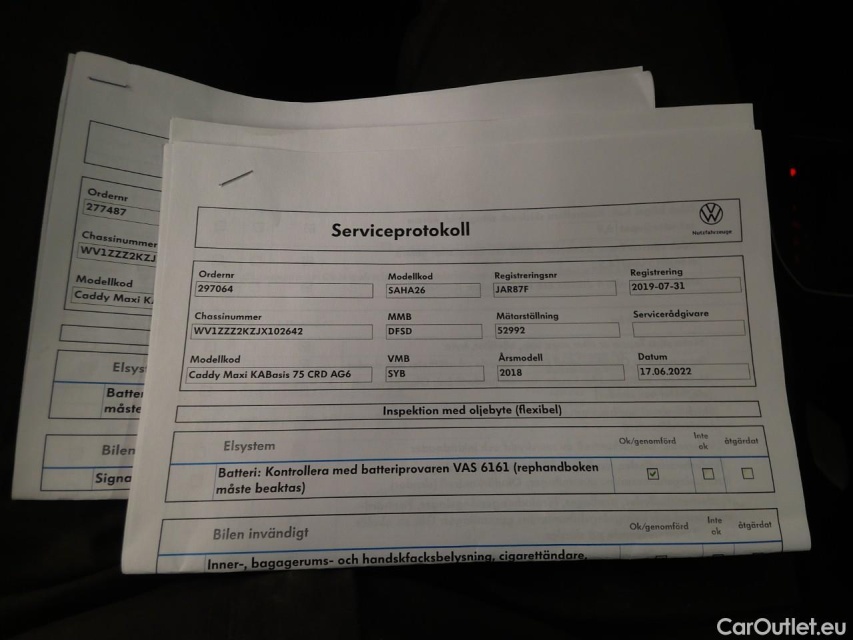 Ordernr
277487
Chassinummer
WV1ZZZ2KZJ
Modellkod
Caddy Maxi KA
Elsys
Batte
måste
Bilen
Signa
Serviceprotokoll
Nutzfahrzeuge
Ordernr Modellkod Registreringsnr Registrering
297064 SAHA26 JAR87F 2019-07-31
Chassinummer MMB Mätarställning Servicerådgivare
WV1ZZZ2KZJX102642 DFSD 52992
Modellkod VMB Årsmodell Datum
Caddy Maxi KABasis 75 CRD AG6 SYB 2018 17.06.2022
Inspektion med oljebyte (flexibel)
Elsystem Ok/genomförd Inte ok åtgärdat
Batteri: Kontrollera med batteriprovaren VAS 6161 (rephandboken
måste beaktas)
Bilen invändigt Ok/genomförd Inte ok åtgärdat
Inner-, bagagerums- och handskfacksbelysning, cigarettändare,
CarOutlet.eu